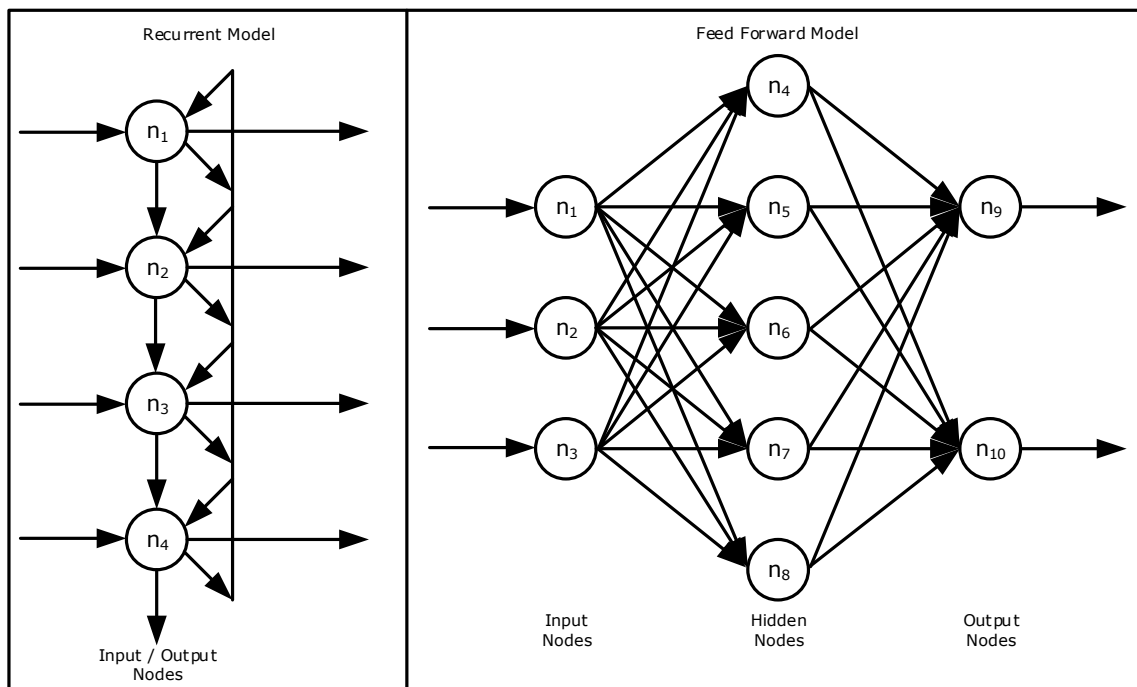 Recurrent Model
n1
n2
n3
n4
Input / Output
Nodes
Feed Forward Model
n4
n1
n5
n9
n2
n6
n3
n7
n10
n8
Input
Nodes
Hidden
Nodes
Output
Nodes